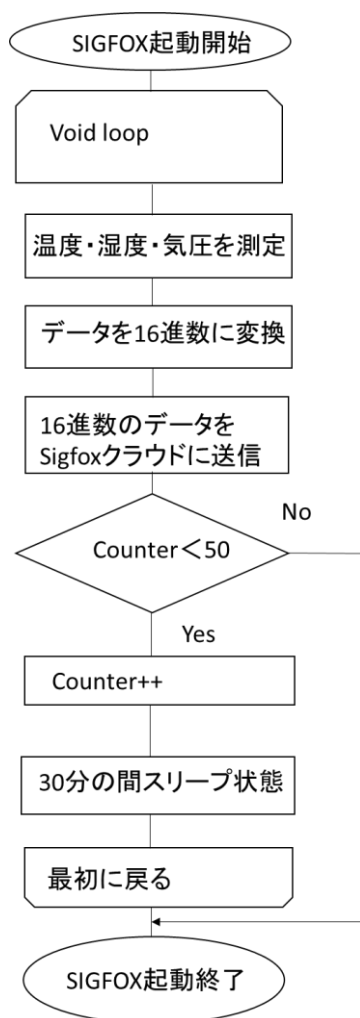 SIGFOX起動開始
Void loop
温度・湿度・気圧を測定
データを16進数に変換
16進数のデータを
Sigfoxクラウドに送信
No
Counter＜50
Yes
Counter++
30分の間スリープ状態
最初に戻る
SIGFOX起動終了